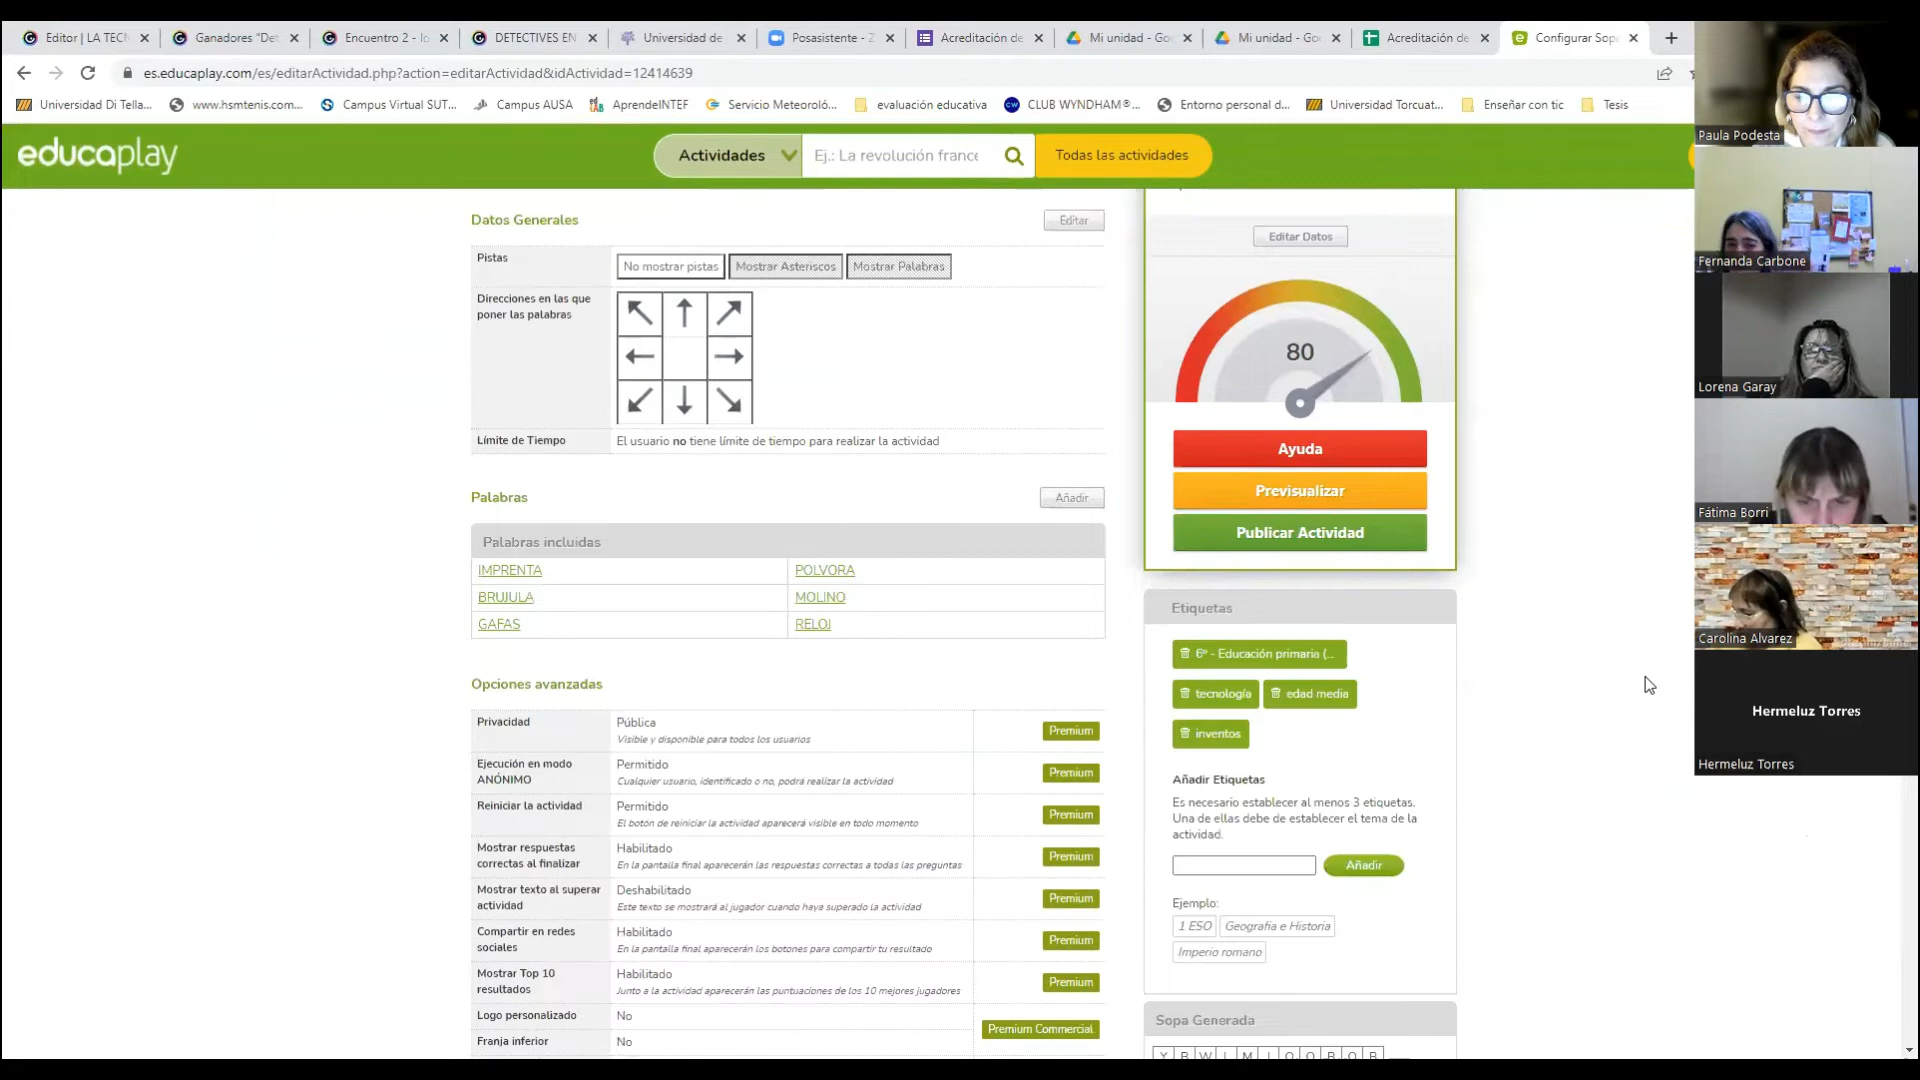 Editor | LA TECN
Ganadores "Det
Encuentro 2 - Io
DETECTIVES EN
Universidad de
Posasistente - Z
Acreditación de
Mi unidad - Goo
Mi unidad - Goo
Acreditación de
Configurar Sopa
es.educaplay.com/es/editarActividad.php?action=editarActividad&idActividad=12414639
Universidad Di Tella...
www.hsmtenis.com...
Campus Virtual SUT...
Campus AUSA
AprendeINTEF
Servicio Meteoroló...
evaluación educativa
CLUB WYNDHAM®...
Entorno personal d...
Universidad Torcuat...
Enseñar con tic
Tesis
educaplay
Actividades
Ej.: La revolución france
Todas las actividades
Datos Generales
Editar
Pistas
No mostrar pistas
Mostrar Asteriscos
Mostrar Palabras
Direcciones en las que
poner las palabras
Límite de Tiempo
El usuario no tiene límite de tiempo para realizar la actividad
Palabras
Añadir
Palabras incluidas
IMPRENTA
POLVORA
BRUJULA
MOLINO
GAFAS
RELOJ
Opciones avanzadas
Privacidad
Pública
Visible y disponible para todos los usuarios
Premium
Ejecución en modo
ANÓNIMO
Permitido
Cualquier usuario, identificado o no, podrá realizar la actividad
Premium
Reiniciar la actividad
Permitido
El botón de reiniciar la actividad aparecerá visible en todo momento
Premium
Mostrar respuestas
correctas al finalizar
Habilitado
En la pantalla final aparecerán las respuestas correctas a todas las preguntas
Premium
Mostrar texto al superar
actividad
Deshabilitado
Este texto se mostrará al jugador cuando haya superado la actividad
Premium
Compartir en redes
sociales
Habilitado
En la pantalla final aparecerán los botones para compartir tu resultado
Premium
Mostrar Top 10
resultados
Habilitado
Junto a la actividad aparecerán las puntuaciones de los 10 mejores jugadores
Premium
Logo personalizado
No
Premium Commercial
Franja inferior
No
Editar Datos
80
Ayuda
Previsualizar
Publicar Actividad
Etiquetas
6º - Educación primaria (...
tecnología
edad media
inventos
Añadir Etiquetas
Es necesario establecer al menos 3 etiquetas.
Una de ellas debe de establecer el tema de la
actividad.
Añadir
Ejemplo:
1 ESO
Geografia e Historia
Imperio romano
Sopa Generada
Paula Podesta
Fernanda Carbone
Lorena Garay
Fátima Borri
Carolina Alvarez
Hermeluz Torres
Hermeluz Torres